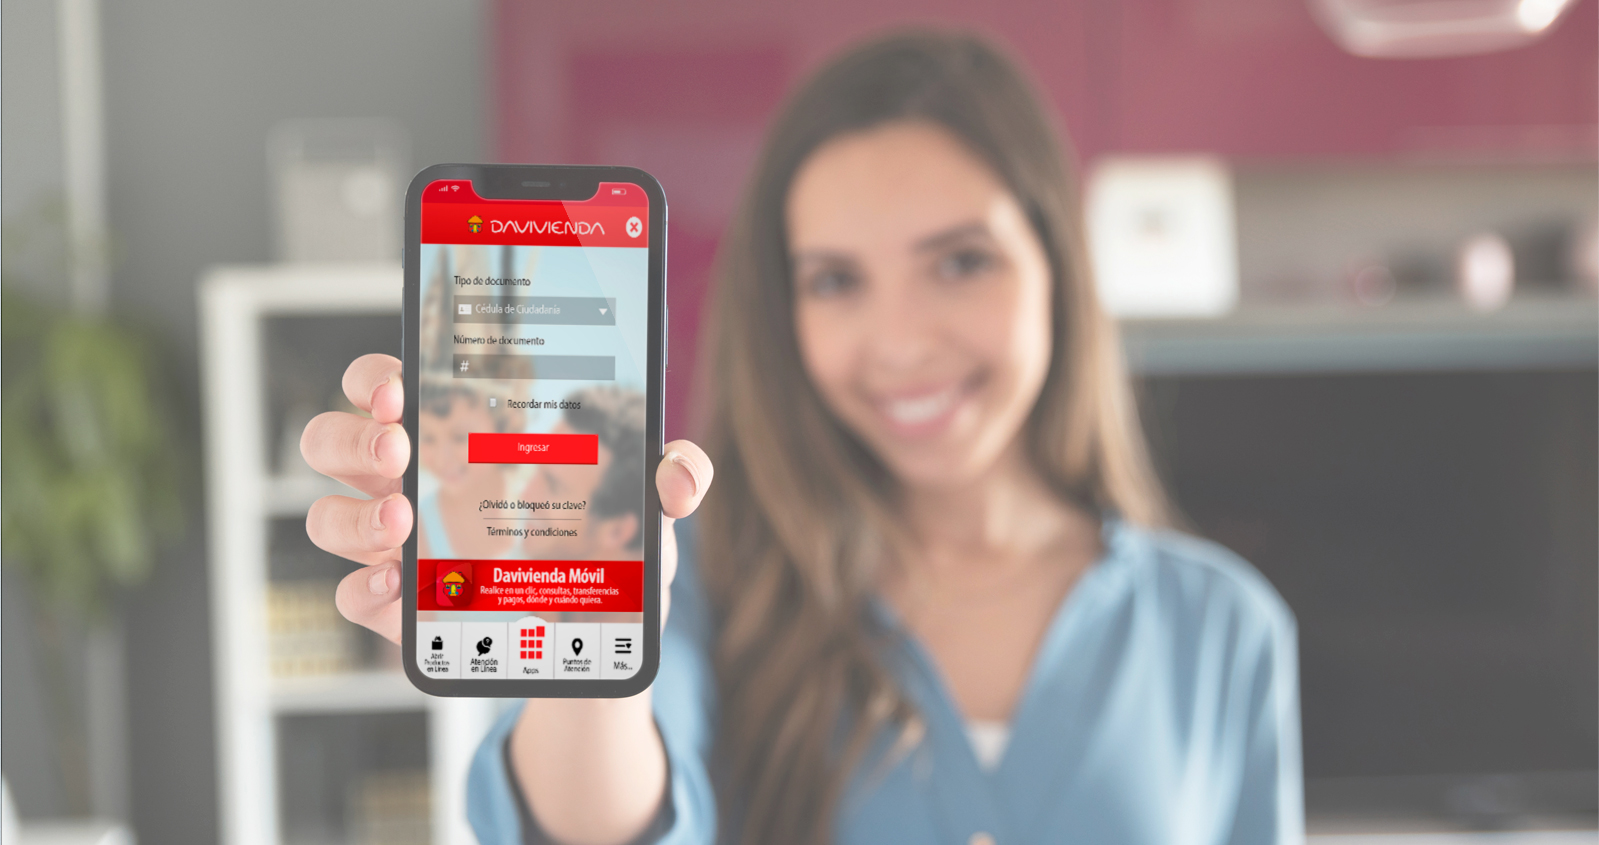 DAVIVIENDA
Tipo de documento
Cédula de Ciudadanía
Número de documento
#
Recordar mis datos
Ingresar
¿Olvidó o bloqueó su clave?
Términos y condiciones
Davivienda Móvil
Realice en un clic, consultas, transferencias
y pagos, dónde y cuándo quiera.
Abrir
Productos
en Línea
Atención
en Línea
Apps
Puntos de
Atención
Más...